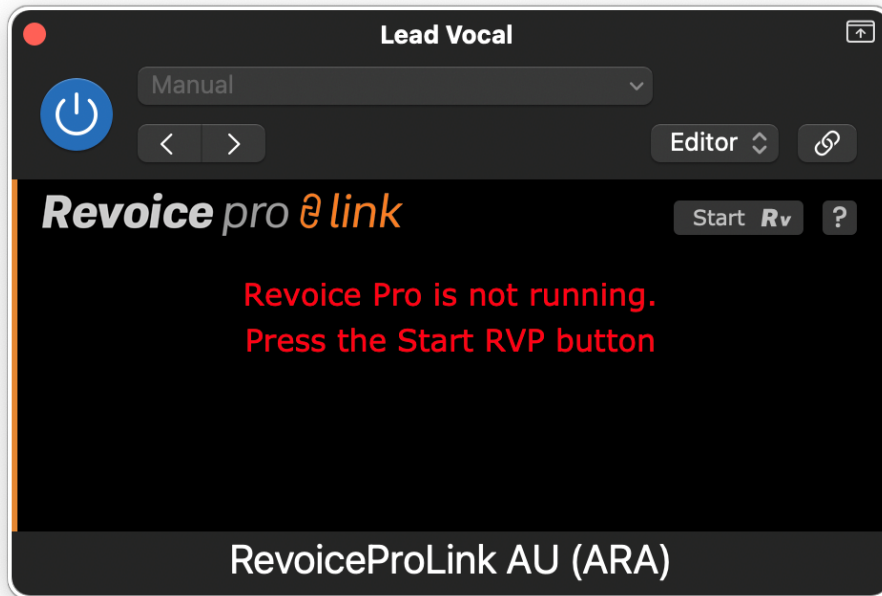 Lead Vocal
Manual
Editor
Revoice pro link
Start Rv
?
Revoice Pro is not running.
Press the Start RVP button
RevoiceProLink AU (ARA)